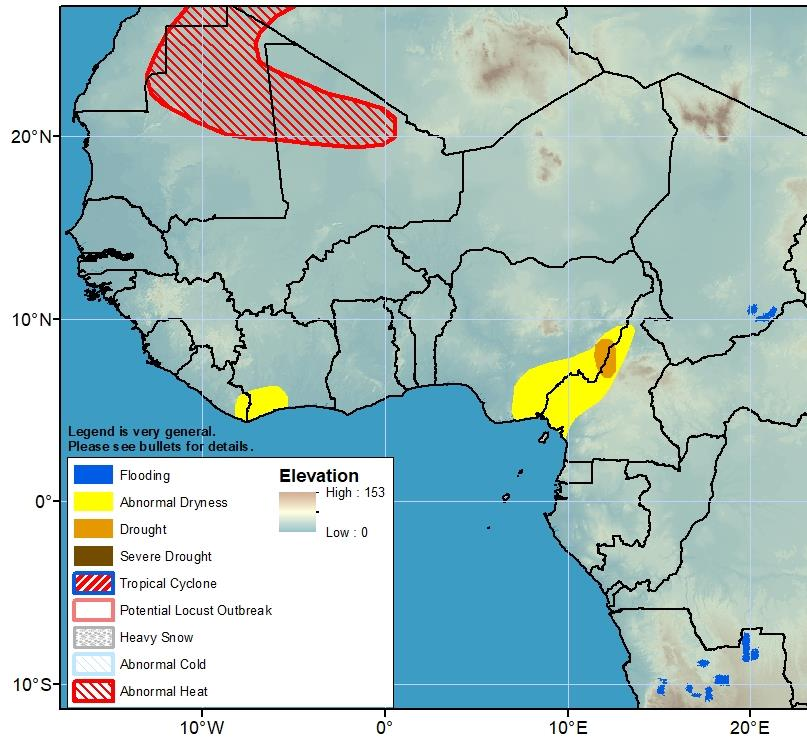 20°N
10°N
0°
10°S
Legend is very general.
Please see bullets for details.
Flooding
Abnormal Dryness
Drought
Severe Drought
Tropical Cyclone
Potential Locust Outbreak
Heavy Snow
Abnormal Cold
Abnormal Heat
Elevation
High : 153
Low : 0
10°W
0°
10°E
20°E